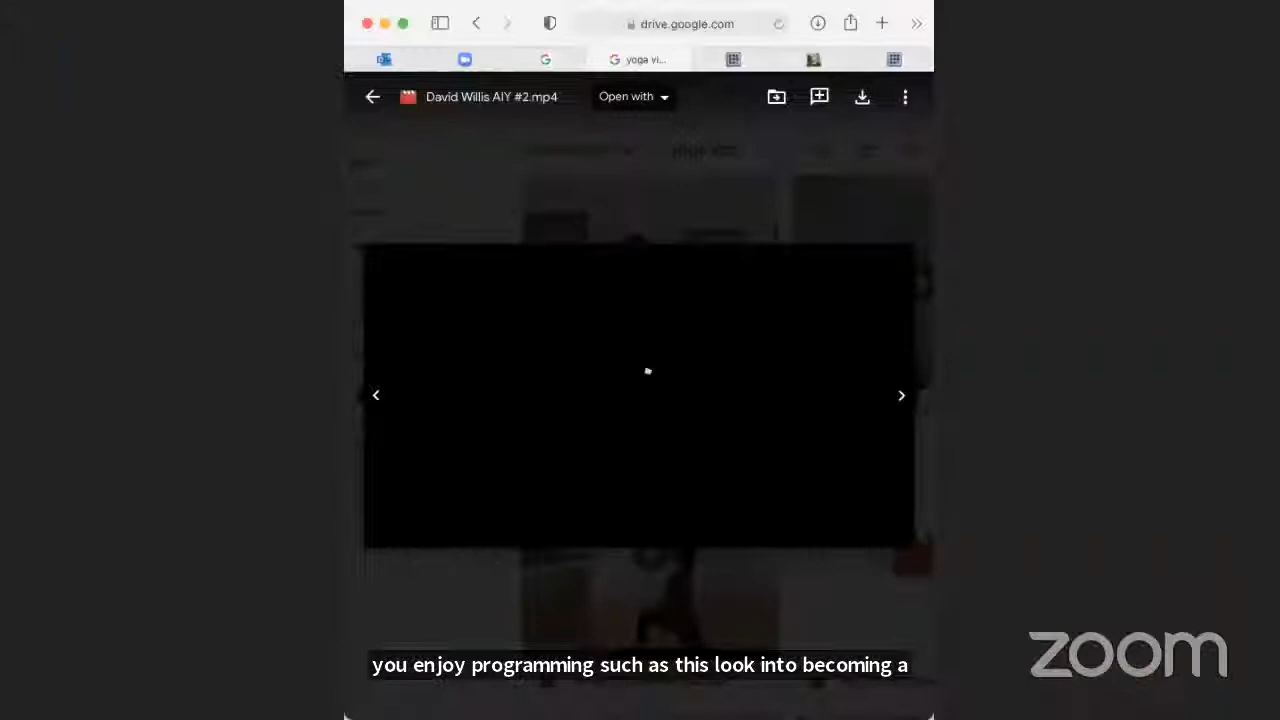 drive.google.com
yoga vi...
David Willis AIY #2.mp4
Open with
you enjoy programming such as this look into becoming a
zoom